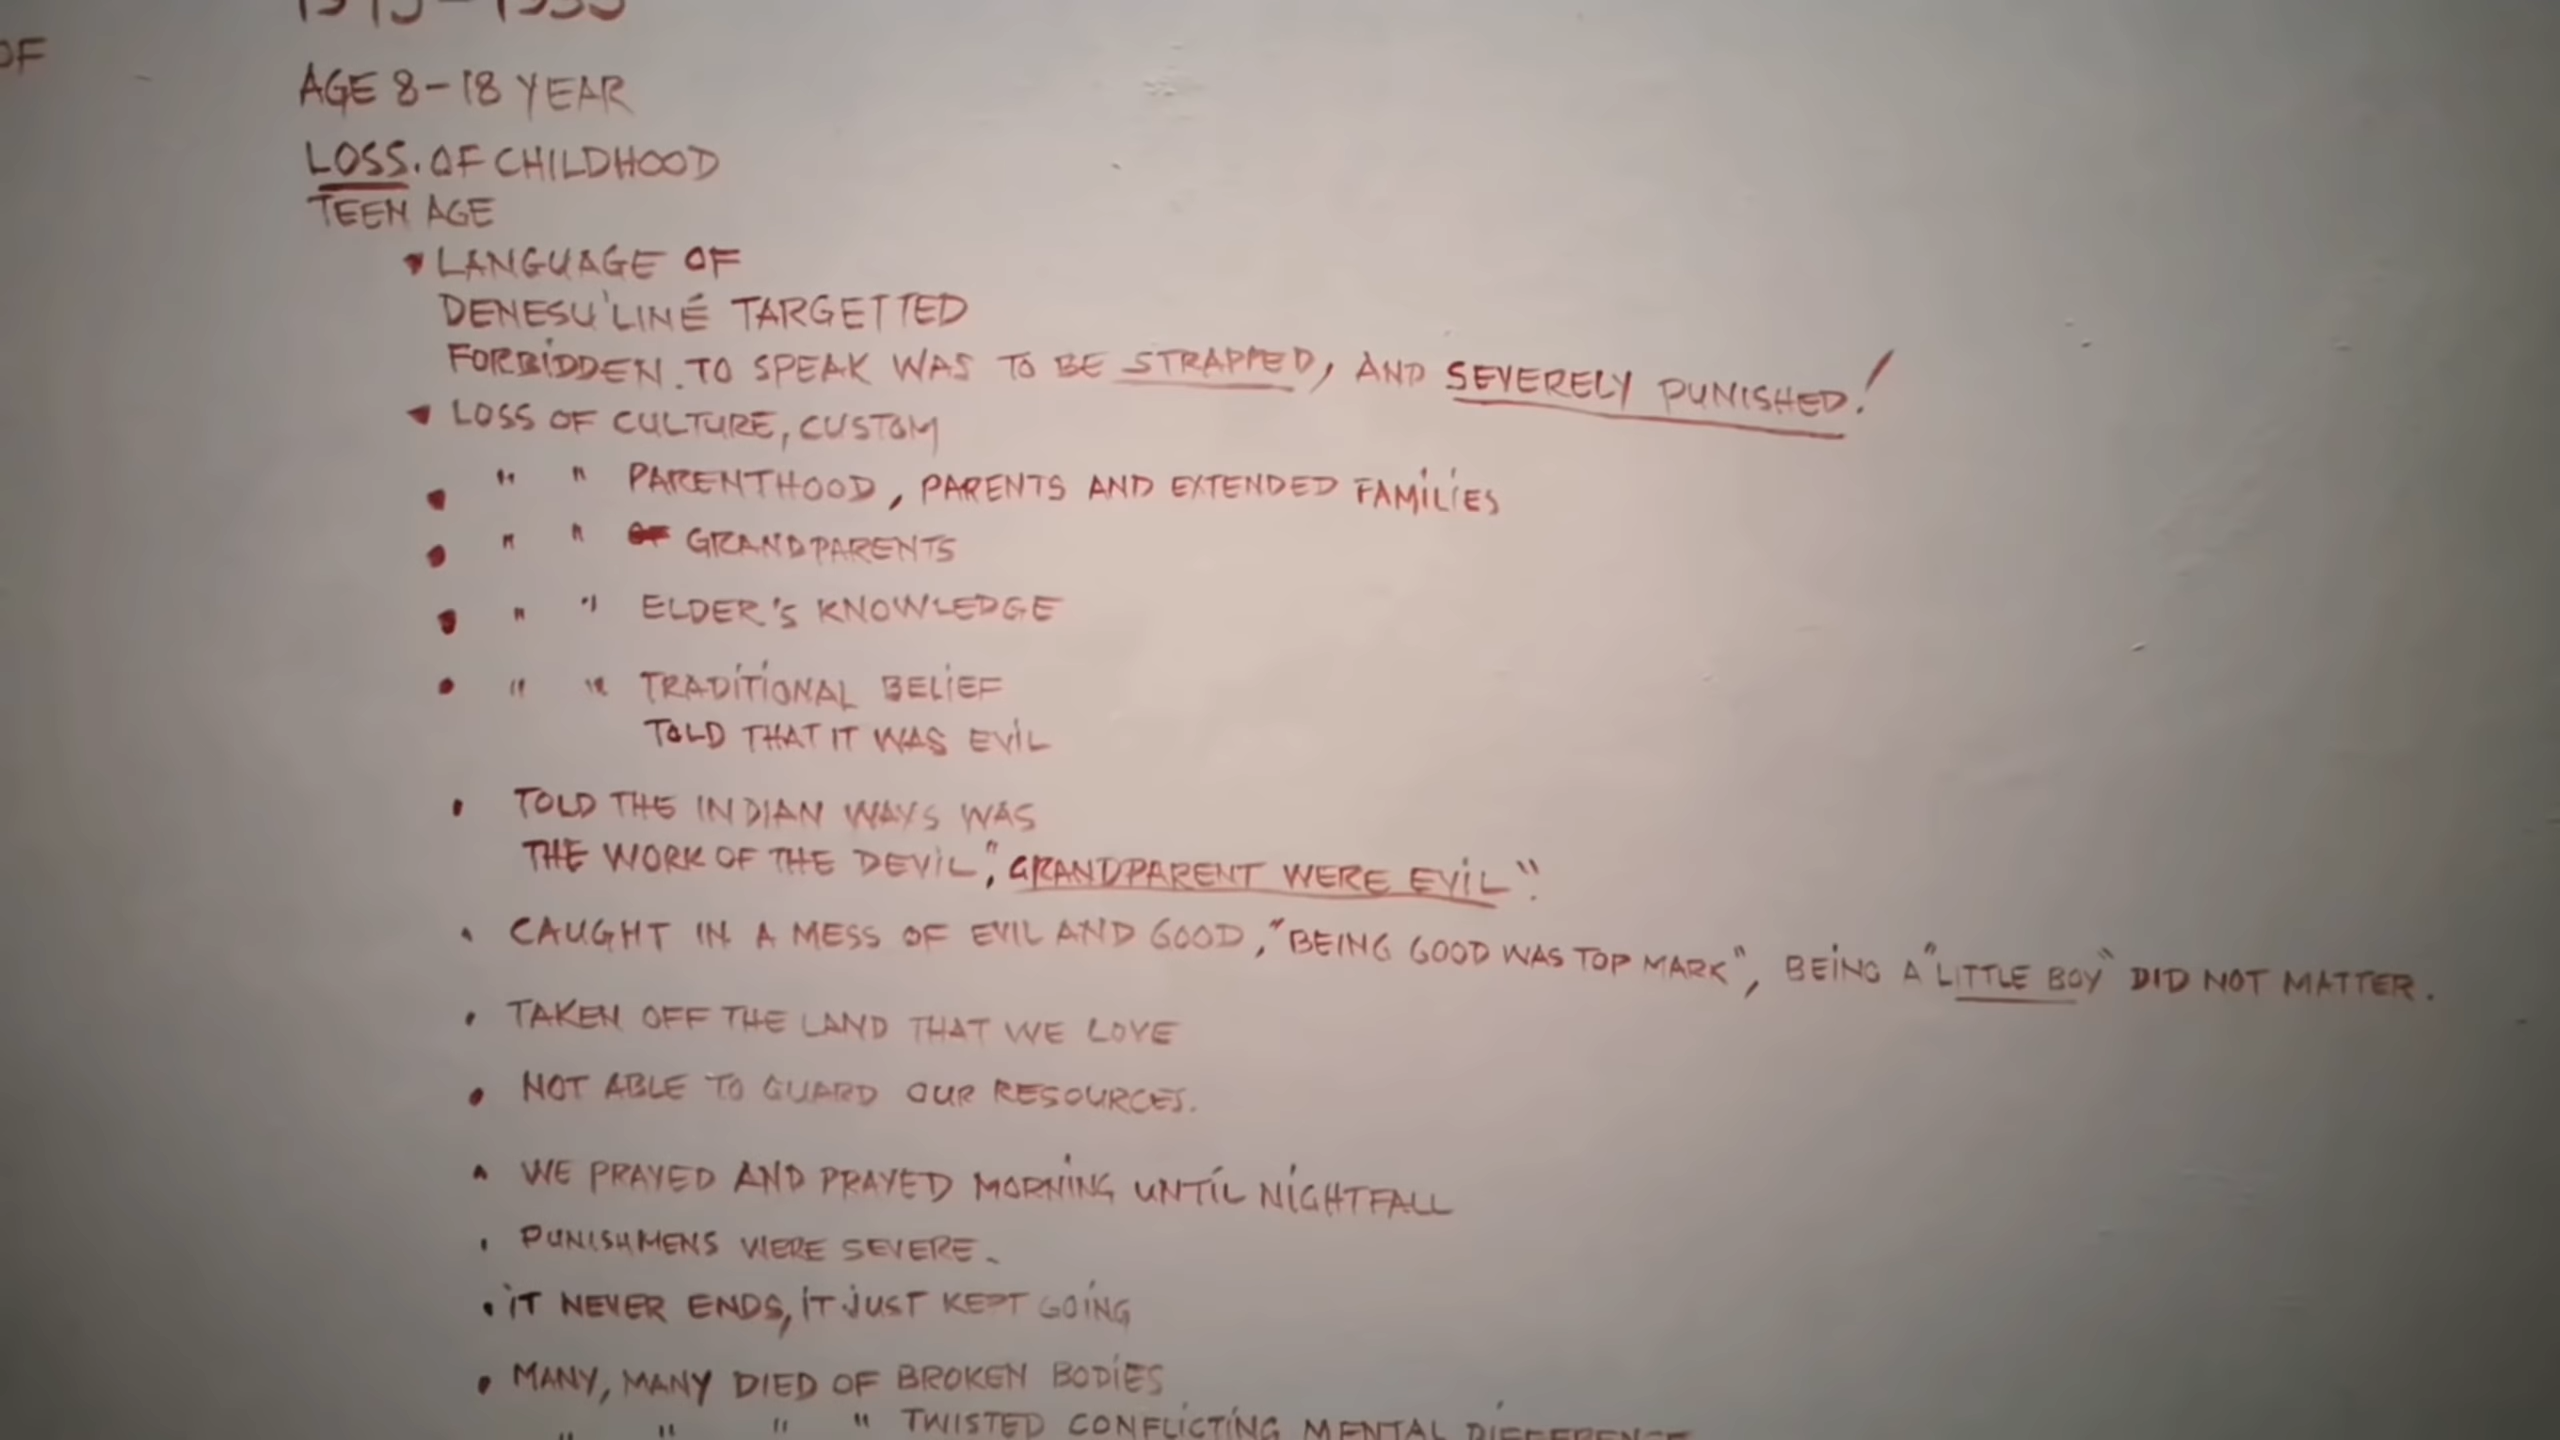 OF
AGE 8-18 YEAR
LOSS. OF CHILDHOOD
TEEN AGE
• LANGUAGE OF
DENESU'LINÉ TARGETTED
FORBIDDEN. TO SPEAK WAS TO BE STRAPPED, AND SEVERELY PUNISHED!
• LOSS OF CULTURE, CUSTOM
• " " PARENTHOOD, PARENTS AND EXTENDED FAMILIES
• " " GRANDPARENTS
• " " ELDER'S KNOWLEDGE
• " " TRADITIONAL BELIEF
TOLD THAT IT WAS EVIL
• TOLD THE INDIAN WAYS WAS
THE WORK OF THE DEVIL," GRANDPARENT WERE EVIL".
• CAUGHT IN A MESS OF EVIL AND GOOD, "BEING GOOD WAS TOP MARK", BEING A "LITTLE BOY" DID NOT MATTER.
• TAKEN OFF THE LAND THAT WE LOVE
• NOT ABLE TO GUARD OUR RESOURCES.
• WE PRAYED AND PRAYED MORNING UNTIL NIGHTFALL
• PUNISHMENS WERE SEVERE.
• IT NEVER ENDS, IT JUST KEPT GOING
• MANY, MANY DIED OF BROKEN BODIES
" " " " TWISTED CONFLICTING MENTAL DIFFERENCE